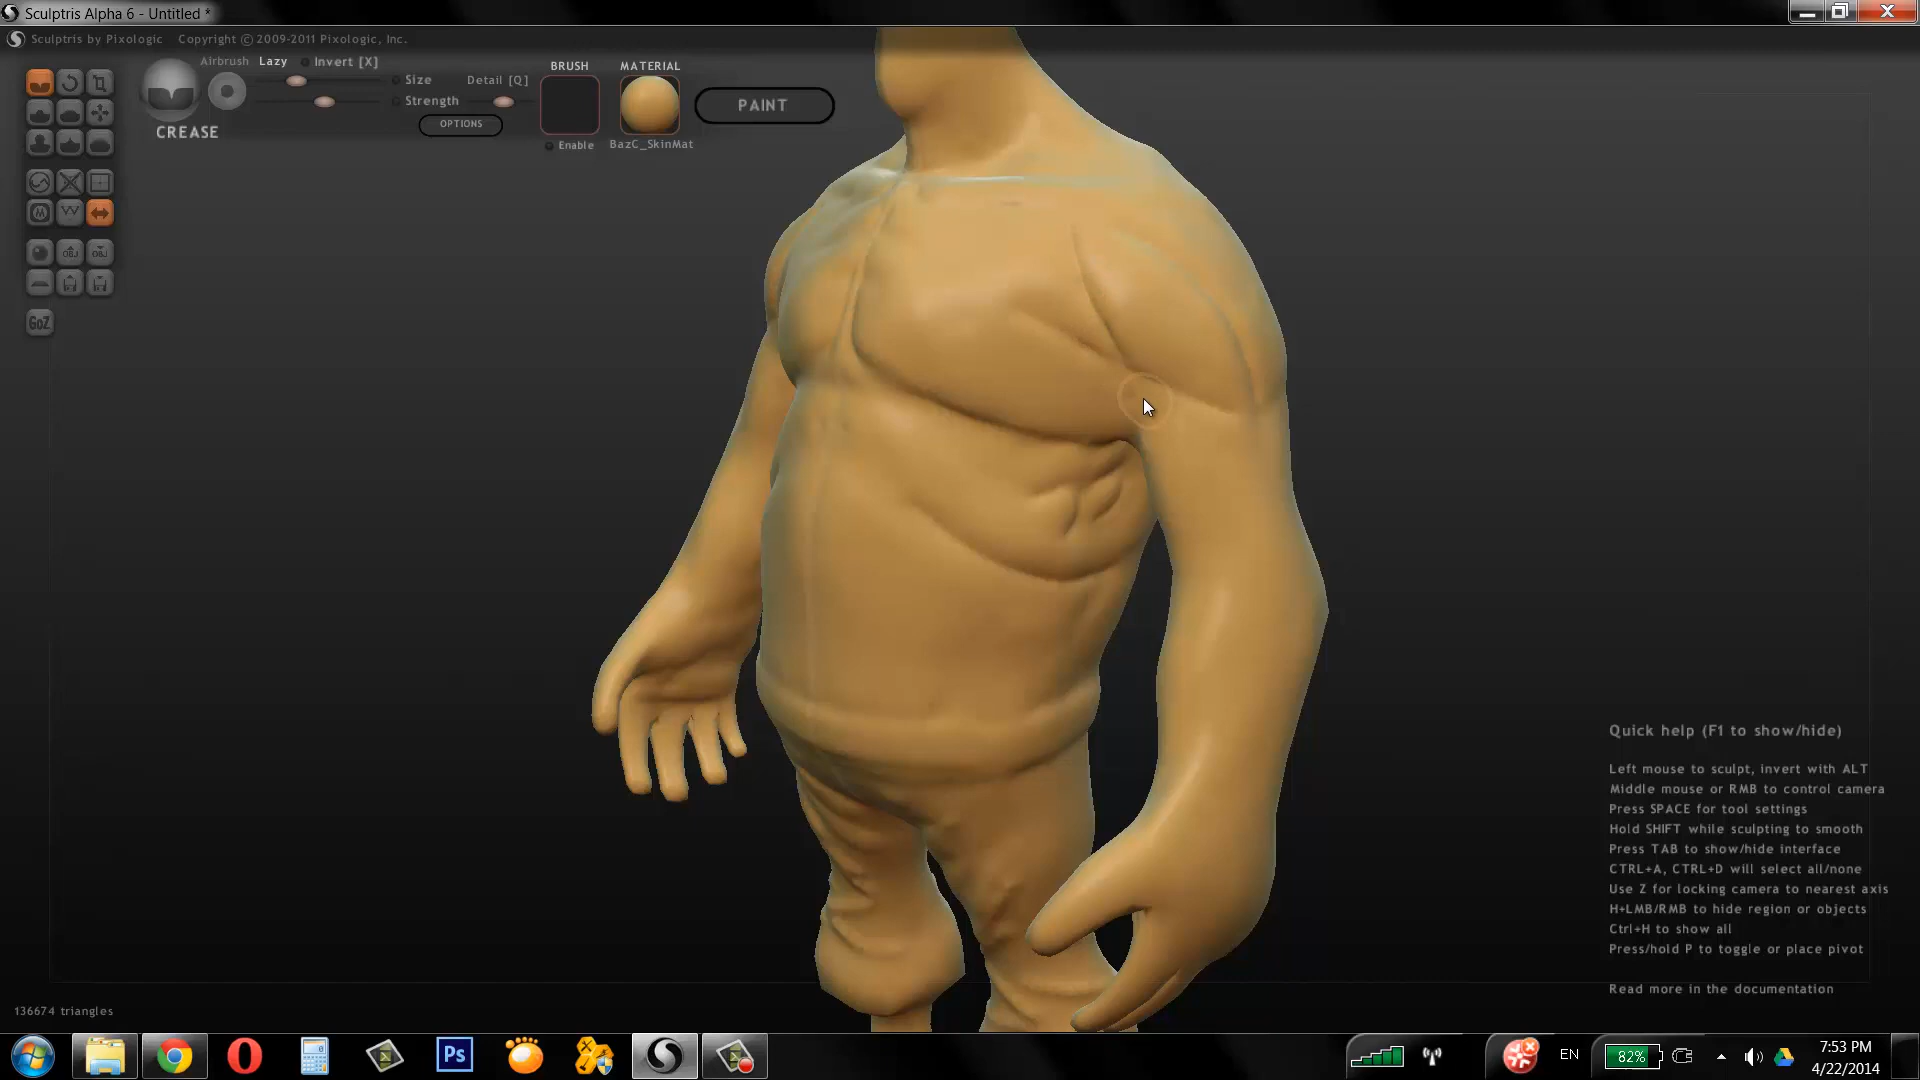 Sculptris Alpha 6 - Untitled *
Sculptris by Pixologic Copyright © 2009-2011 Pixologic, Inc.
Airbrush Lazy Invert [X]
Size Detail [Q]
Strength
OPTIONS
CREASE
BRUSH
Enable
MATERIAL
BazC_SkinMat
PAINT
OBJ OBJ
GoZ
Quick help (F1 to show/hide)
Left mouse to sculpt, invert with ALT
Middle mouse or RMB to control camera
Press SPACE for tool settings
Hold SHIFT while sculpting to smooth
Press TAB to show/hide interface
CTRL+A, CTRL+D will select all/none
Use Z for locking camera to nearest axis
H+LMB/RMB to hide region or objects
Ctrl+H to show all
Press/hold P to toggle or place pivot
Read more in the documentation
136674 triangles
Ps
EN
82%
7:53 PM
4/22/2014